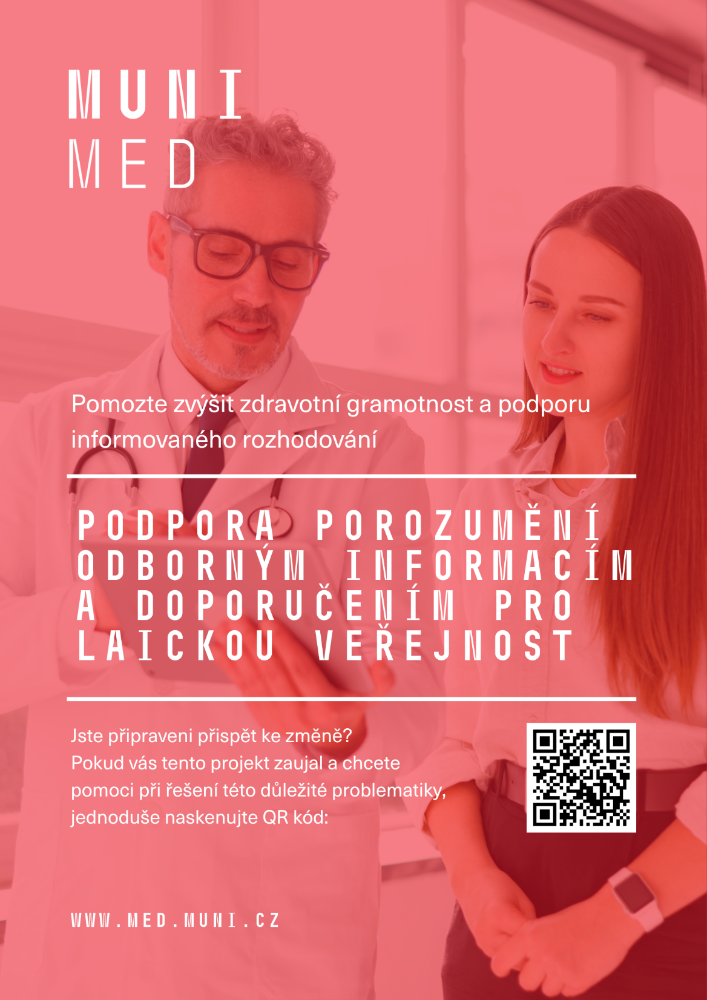 MUNI
MED
Pomozte zvýšit zdravotní gramotnost a podporu
informovaného rozhodování
PODPORA POROZUMĚNÍ
ODBORNÝM INFORMACÍM
A DOPORUČENÍM PRO
LAICKOU VEŘEJNOST
Jste připraveni přispět ke změně?
Pokud vás tento projekt zaujal a chcete
pomoci při řešení této důležité problematiky,
jednoduše naskenujte QR kód:
WWW.MED.MUNI.CZ